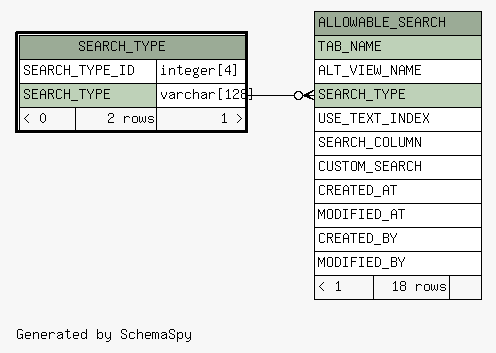 SEARCH_TYPE
SEARCH_TYPE_ID integer[4]
SEARCH_TYPE varchar[128]
< 0 2 rows 1 >
ALLOWABLE_SEARCH
TAB_NAME
ALT_VIEW_NAME
SEARCH_TYPE
USE_TEXT_INDEX
SEARCH_COLUMN
CUSTOM_SEARCH
CREATED_AT
MODIFIED_AT
CREATED_BY
MODIFIED_BY
< 1 18 rows
Generated by SchemaSpy